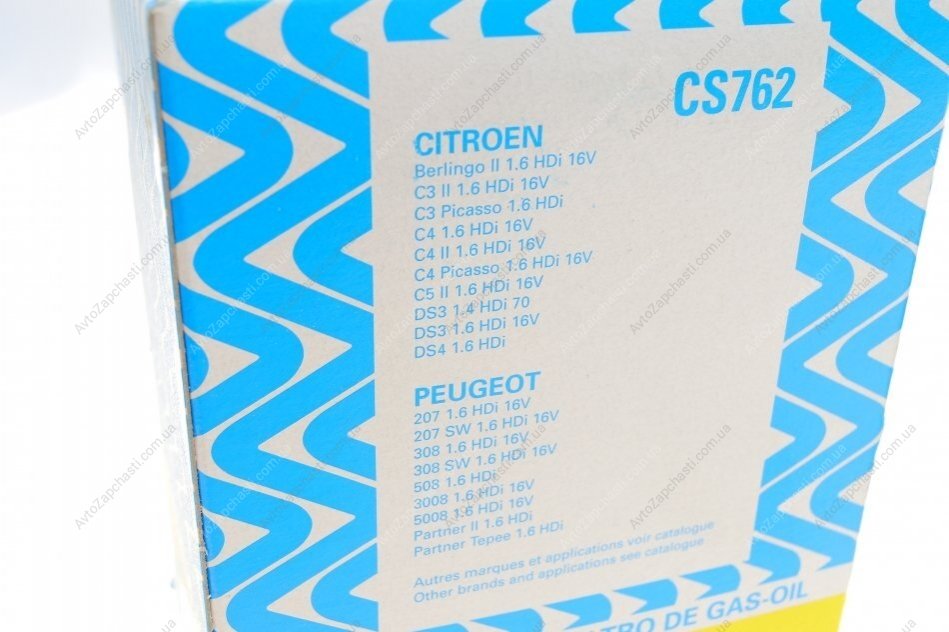 CS762
CITROEN
Berlingo II 1.6 HDi 16V
C3 II 1.6 HDi 16V
C3 Picasso 1.6 HDi
C4 1.6 HDi 16V
C4 II 1.6 HDi 16V
C4 Picasso 1.6 HDi 16V
C5 II 1.6 HDi 16V
DS3 1.4 HDi 70
DS3 1.6 HDi 16V
DS4 1.6 HDi
PEUGEOT
207 1.6 HDi 16V
207 SW 1.6 HDi 16V
308 1.6 HDi 16V
308 SW 1.6 HDi 16V
508 1.6 HDi
3008 1.6 HDi 16V
5008 1.6 HDi 16V
Partner II 1.6 HDi
Partner Tepee 1.6 HDi
Autres marques et applications voir catalogue
Other brands and applications see catalogue
DE GAS-OIL
AvtoZapchasti.com.ua